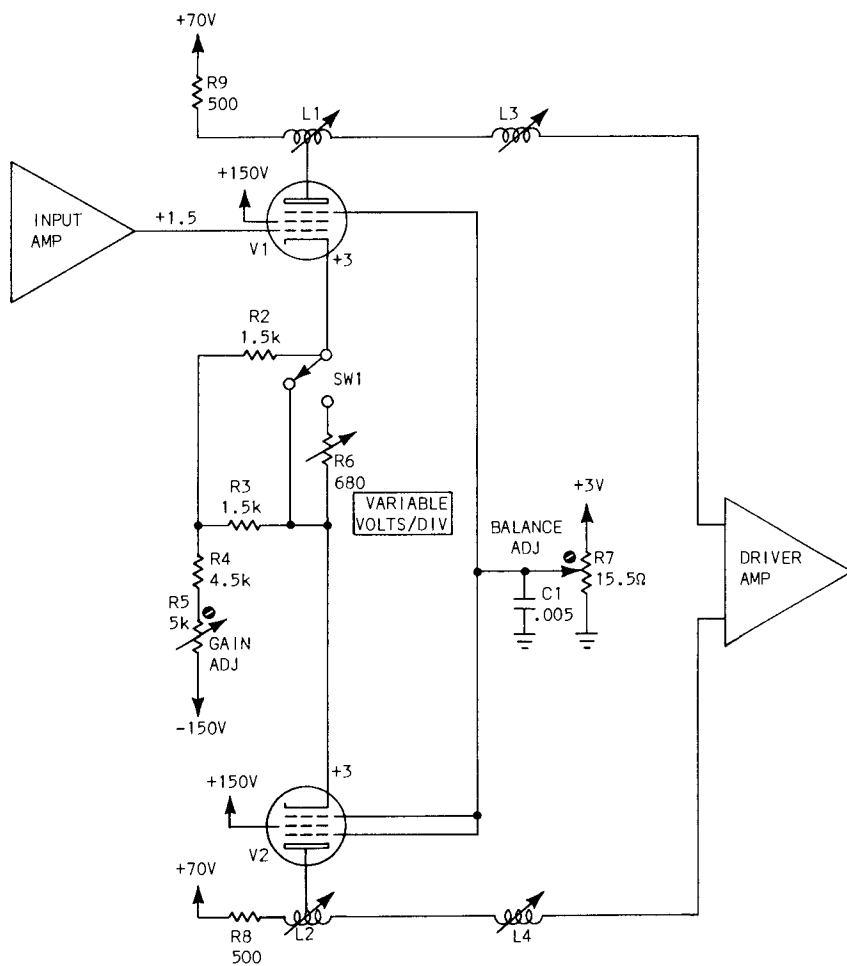 +70V
R9
500
L1
L3
+150V
INPUT
AMP
+1.5
V1
+3
R2
1.5k
SW1
R6
680
R3
1.5k
VARIABLE
VOLTS/DIV
+3V
BALANCE
ADJ
R7
15.5Ω
DRIVER
AMP
R4
4.5k
C1
.005
R5
5k
GAIN
ADJ
-150V
+3
+150V
V2
+70V
R8
500
L2
L4